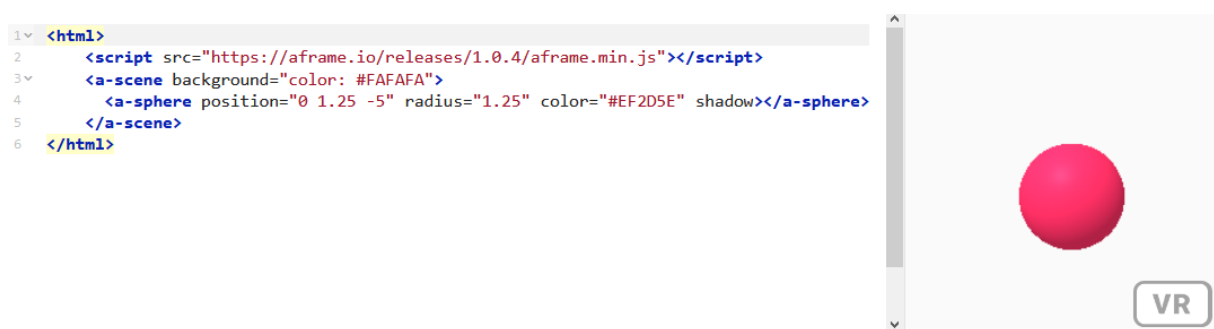 1 <html>
2 <script src="https://aframe.io/releases/1.0.4/aframe.min.js"></script>
3 <a-scene background="color: #FAFAFA">
4 <a-sphere position="0 1.25 -5" radius="1.25" color="#EF2D5E" shadow></a-sphere>
5 </a-scene>
6 </html>
VR